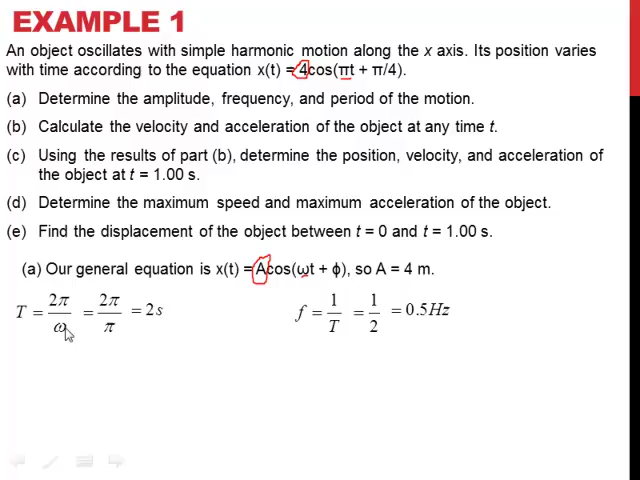 EXAMPLE 1
An object oscillates with simple harmonic motion along the x axis. Its position varies
with time according to the equation x(t) = 4cos(πt + π/4).
(a) Determine the amplitude, frequency, and period of the motion.
(b) Calculate the velocity and acceleration of the object at any time t.
(c) Using the results of part (b), determine the position, velocity, and acceleration of
the object at t = 1.00 s.
(d) Determine the maximum speed and maximum acceleration of the object.
(e) Find the displacement of the object between t = 0 and t = 1.00 s.
(a) Our general equation is x(t) = Acos(ωt + ϕ), so A = 4 m.
T = 2π/ω = 2π/π = 2s f = 1/T = 1/2 = 0.5Hz